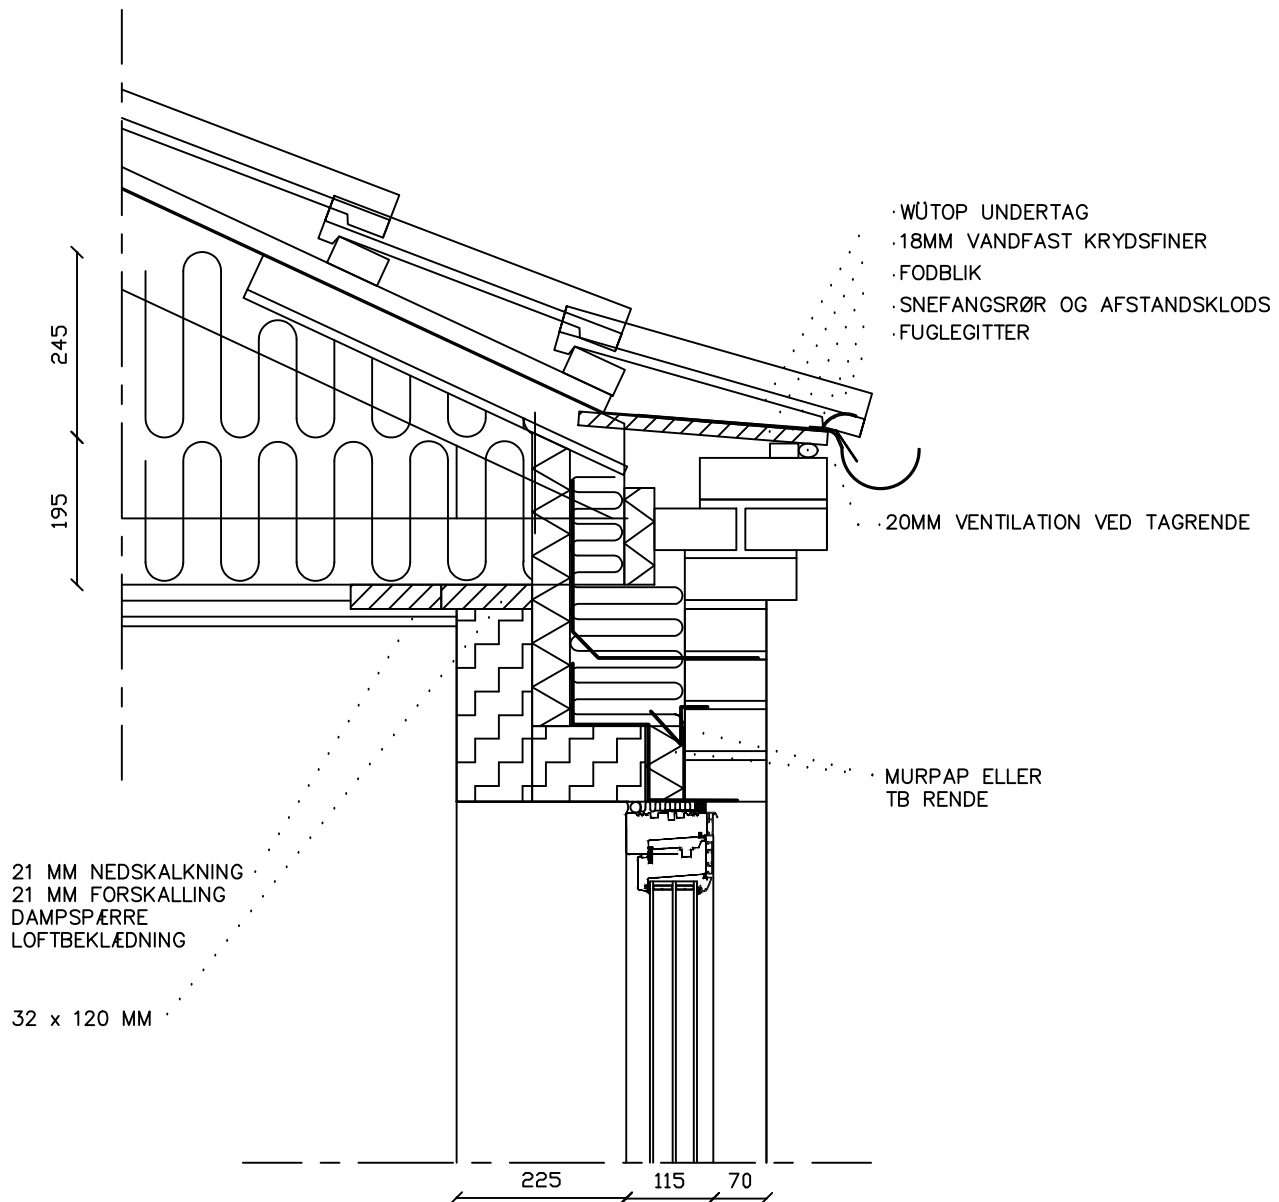 WÜTOP UNDERTAG
18MM VANDFAST KRYDSFINER
FODBLIK
SNEFANGSRØR OG AFSTANDSKLODS
FUGLEGITTER
245
195
20MM VENTILATION VED TAGRENDE
MURPAP ELLER
TB RENDE
21 MM NEDSKALKNING
21 MM FORSKALLING
DAMPSPÆRRE
LOFTBEKLÆDNING
32 x 120 MM
225 115 70